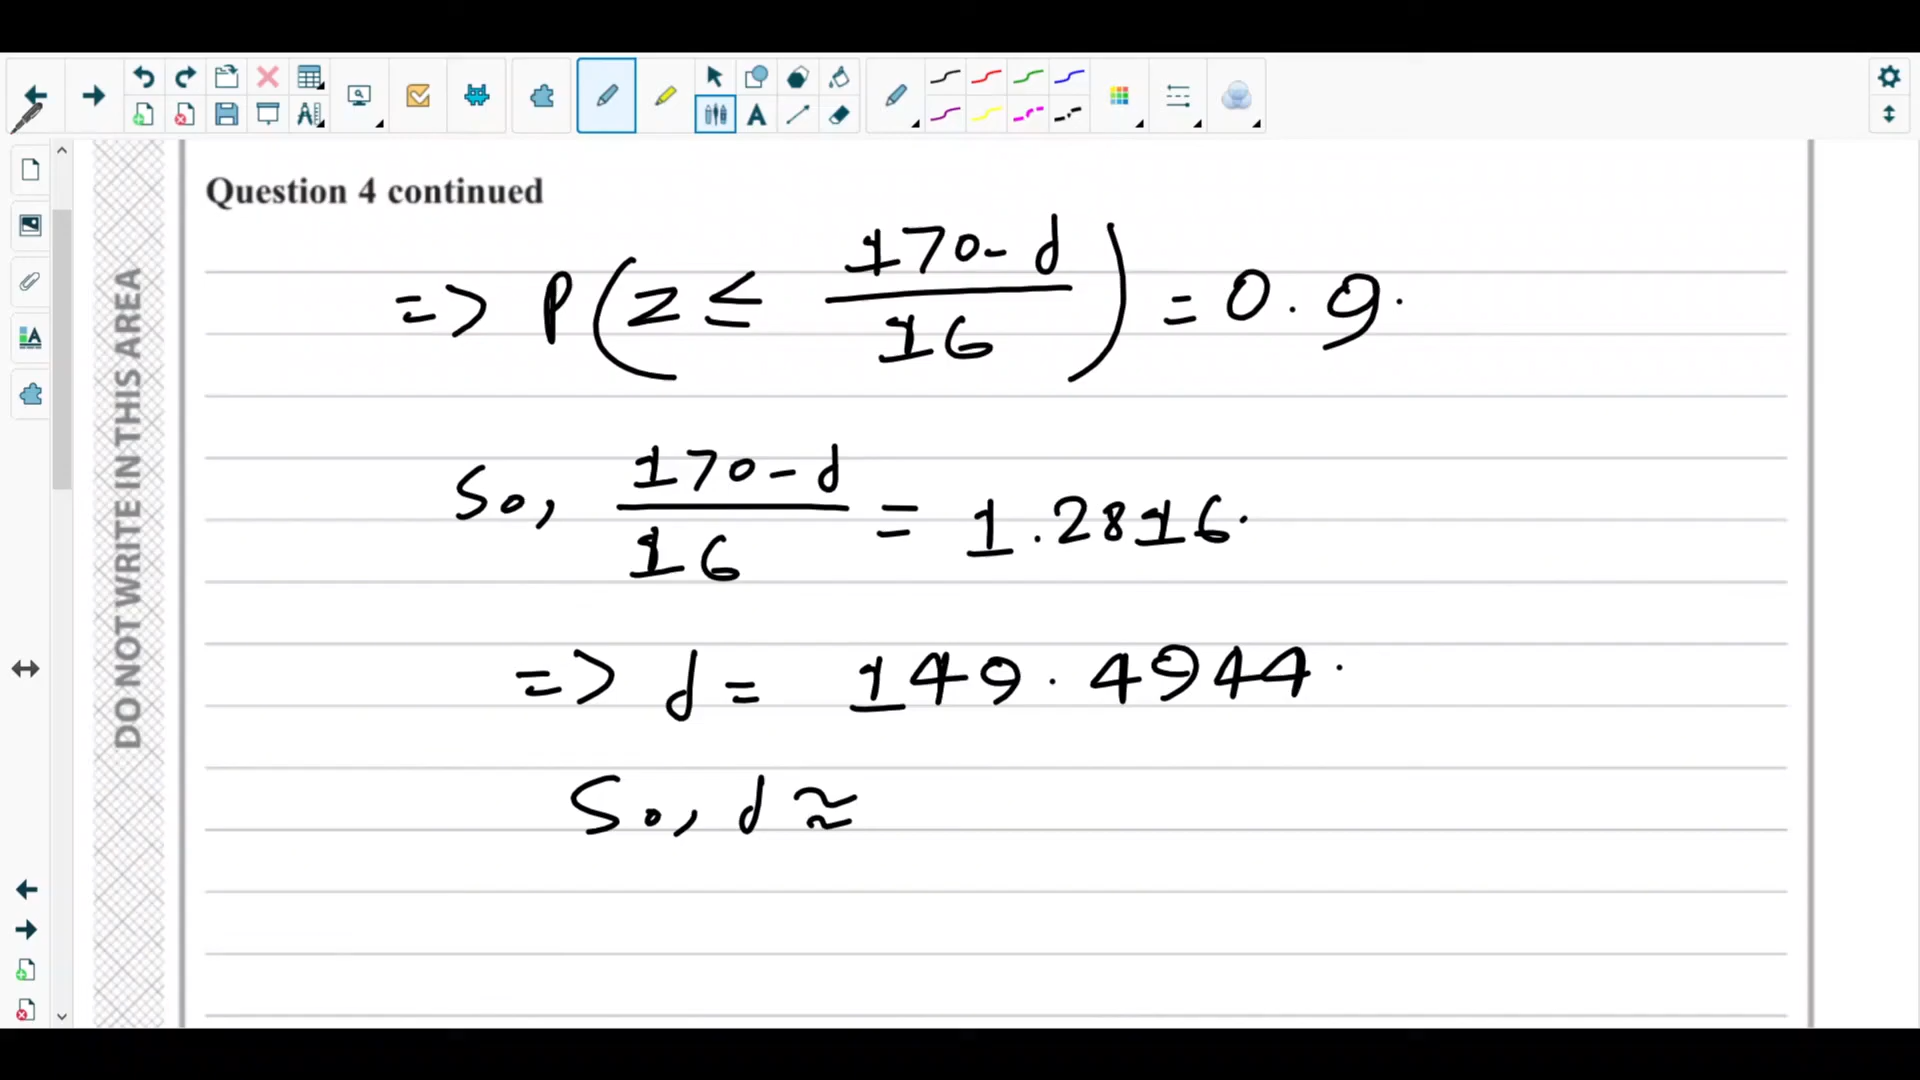 Question 4 continued
=> P(Z ≤ (170-d)/16) = 0.9.
So, (170-d)/16 = 1.2816.
=> d = 149.4944.
So, d ≈
DO NOT WRITE IN THIS AREA